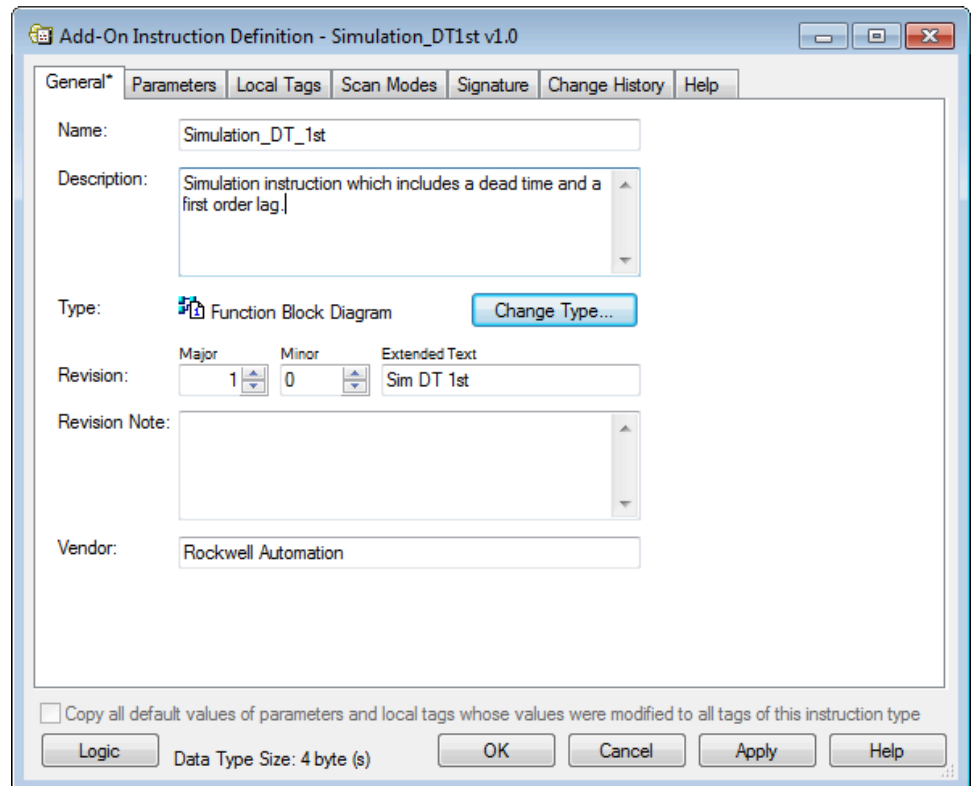 Add-On Instruction Definition - Simulation_DT1st v1.0
General* Parameters Local Tags Scan Modes Signature Change History Help
Name: Simulation_DT_1st
Description: Simulation instruction which includes a dead time and a
first order lag.
Type: Function Block Diagram Change Type...
Major Minor Extended Text
Revision: 1 0 Sim DT 1st
Revision Note:
Vendor: Rockwell Automation
Copy all default values of parameters and local tags whose values were modified to all tags of this instruction type
Logic Data Type Size: 4 byte (s) OK Cancel Apply Help